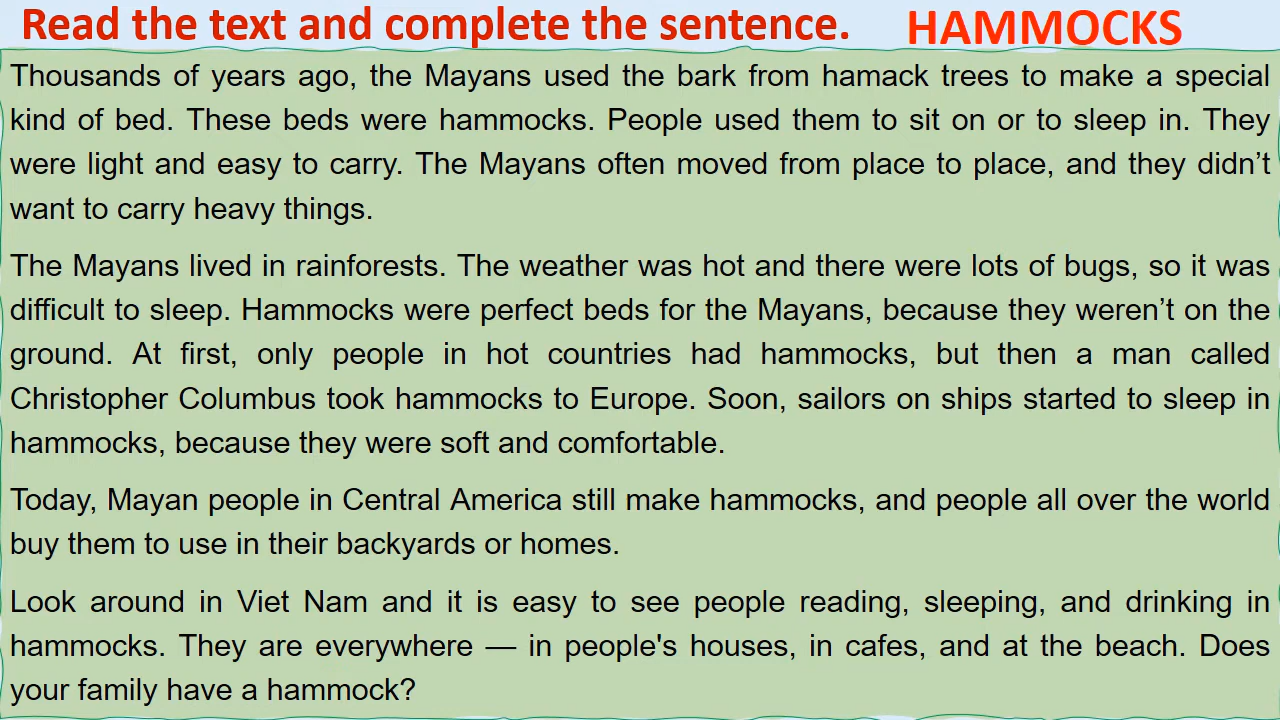 Read the text and complete the sentence. HAMMOCKS
Thousands of years ago, the Mayans used the bark from hamack trees to make a special
kind of bed. These beds were hammocks. People used them to sit on or to sleep in. They
were light and easy to carry. The Mayans often moved from place to place, and they didn’t
want to carry heavy things.
The Mayans lived in rainforests. The weather was hot and there were lots of bugs, so it was
difficult to sleep. Hammocks were perfect beds for the Mayans, because they weren’t on the
ground. At first, only people in hot countries had hammocks, but then a man called
Christopher Columbus took hammocks to Europe. Soon, sailors on ships started to sleep in
hammocks, because they were soft and comfortable.
Today, Mayan people in Central America still make hammocks, and people all over the world
buy them to use in their backyards or homes.
Look around in Viet Nam and it is easy to see people reading, sleeping, and drinking in
hammocks. They are everywhere — in people's houses, in cafes, and at the beach. Does
your family have a hammock?